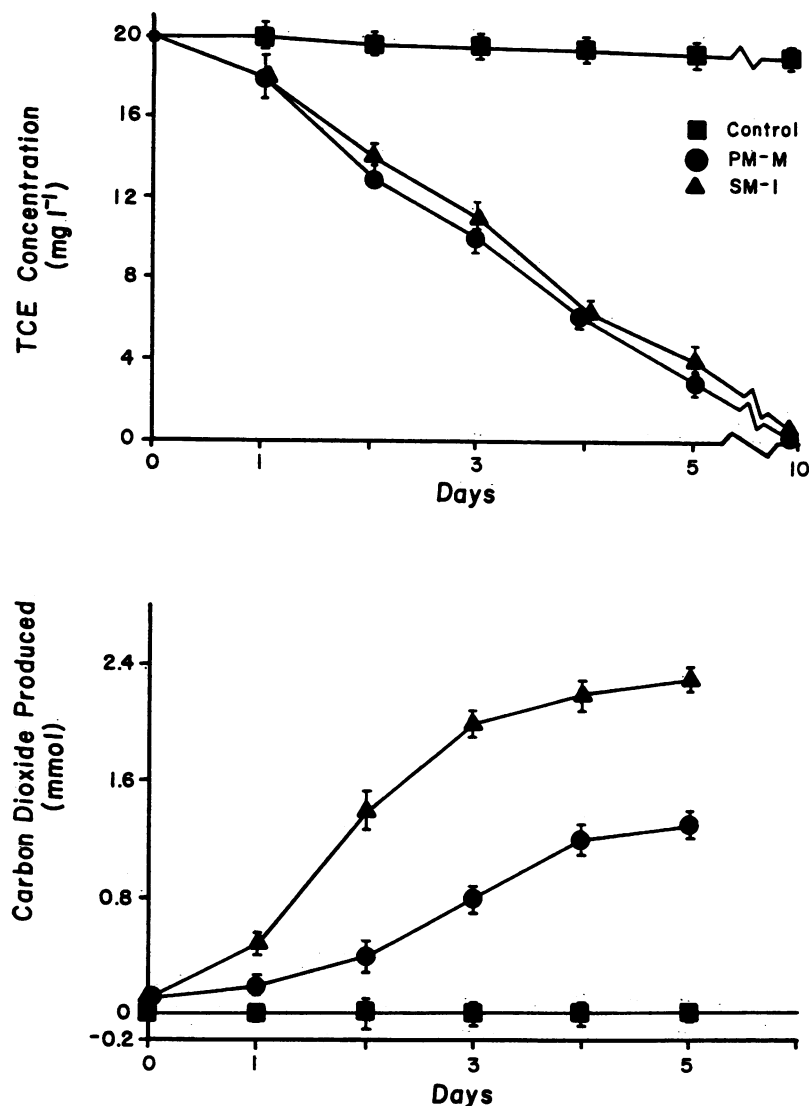 TCE Concentration
(mg l⁻¹)
20
16
12
8
4
0
Control
PM-M
SM-1
0 1 3 5 10
Days
Carbon Dioxide Produced
(mmol)
2.4
1.6
0.8
0
-0.2
0 1 3 5
Days